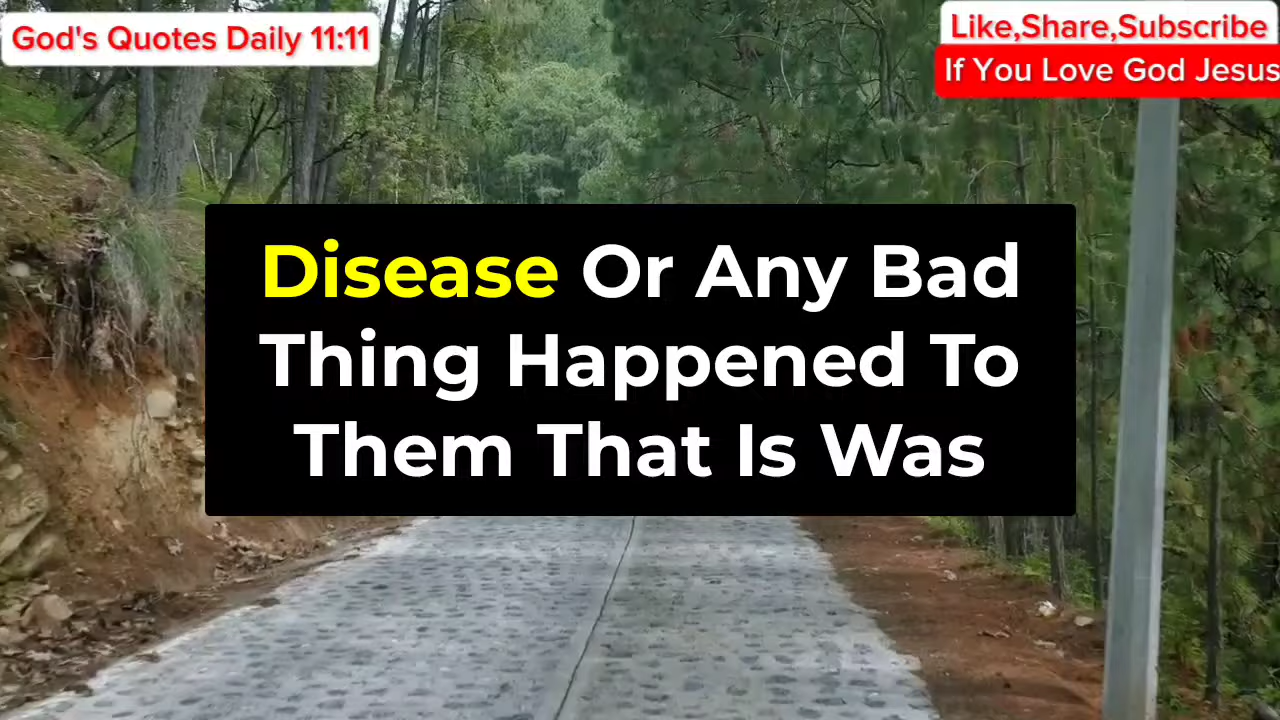 God's Quotes Daily 11:11
Like,Share,Subscribe
If You Love God Jesus
Disease Or Any Bad
Thing Happened To
Them That Is Was